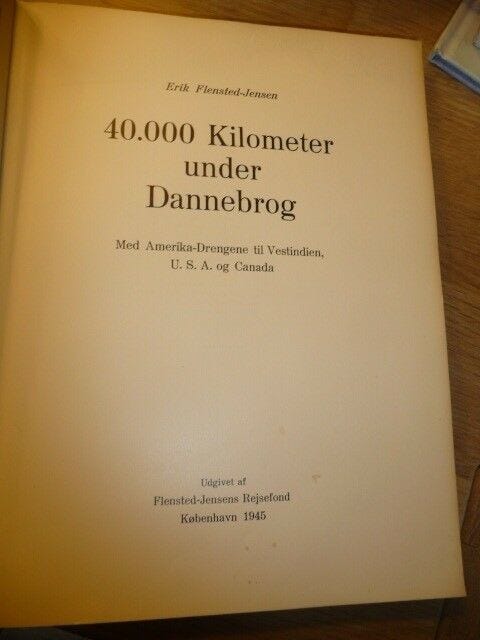 Erik Flensted-Jensen
40.000 Kilometer
under
Dannebrog
Med Amerika-Drengene til Vestindien,
U. S. A. og Canada
Udgivet af
Flensted-Jensens Rejsefond
København 1945